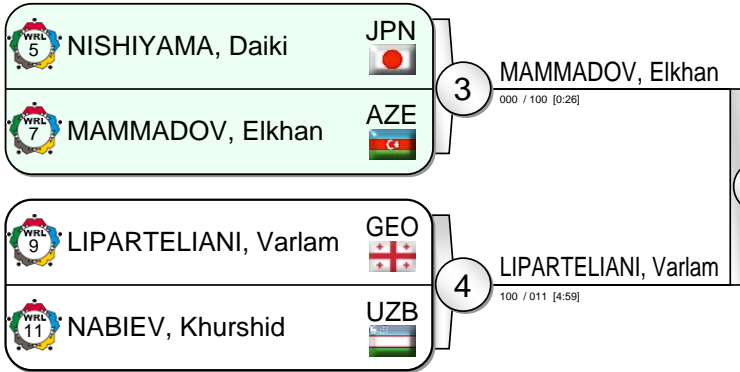 WRL
5
NISHIYAMA, Daiki
JPN
WRL
7
MAMMADOV, Elkhan
AZE
3
MAMMADOV, Elkhan
000 / 100 [0:26]
WRL
9
LIPARTELIANI, Varlam
GEO
WRL
11
NABIEV, Khurshid
UZB
4
LIPARTELIANI, Varlam
100 / 011 [4:59]